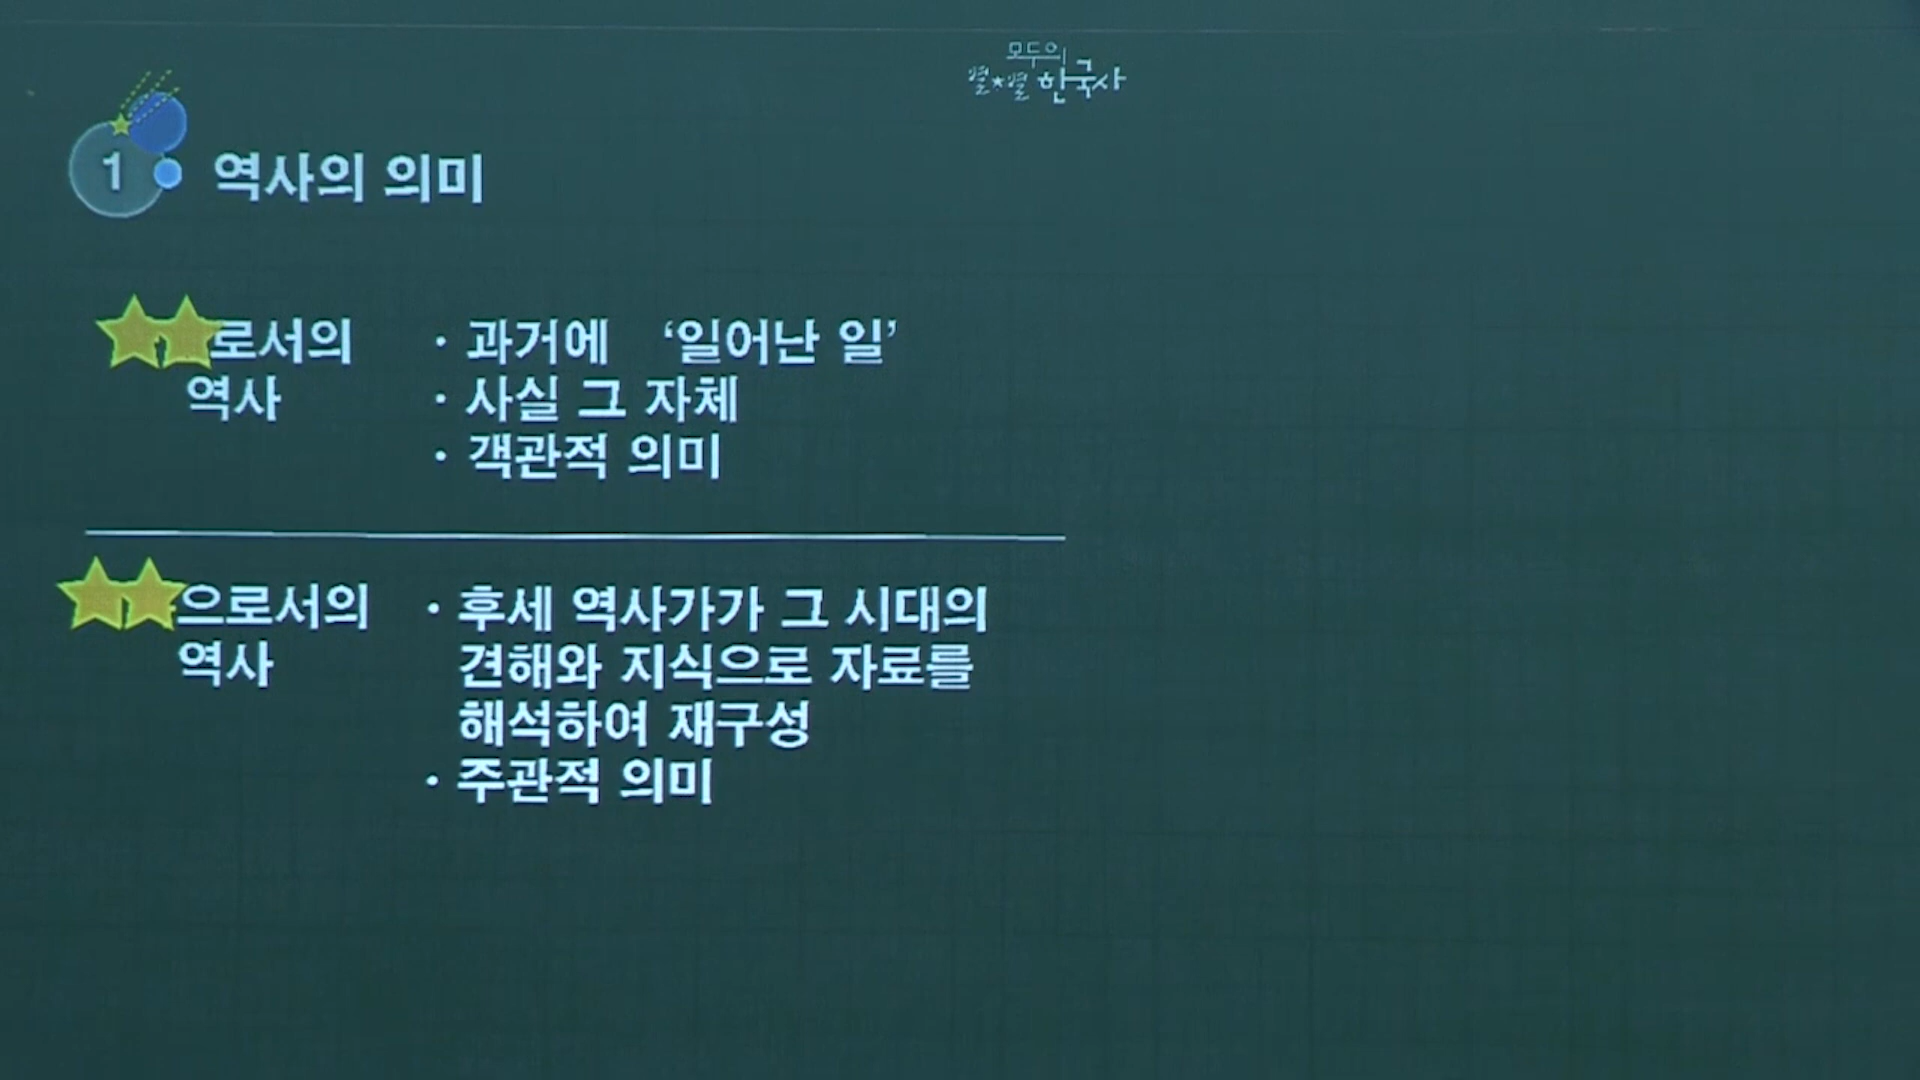 모두의
별★별 한국사
1 역사의 의미
로서의
역사
· 과거에 ‘일어난 일’
· 사실 그 자체
· 객관적 의미
으로서의
역사
· 후세 역사가가 그 시대의
견해와 지식으로 자료를
해석하여 재구성
· 주관적 의미